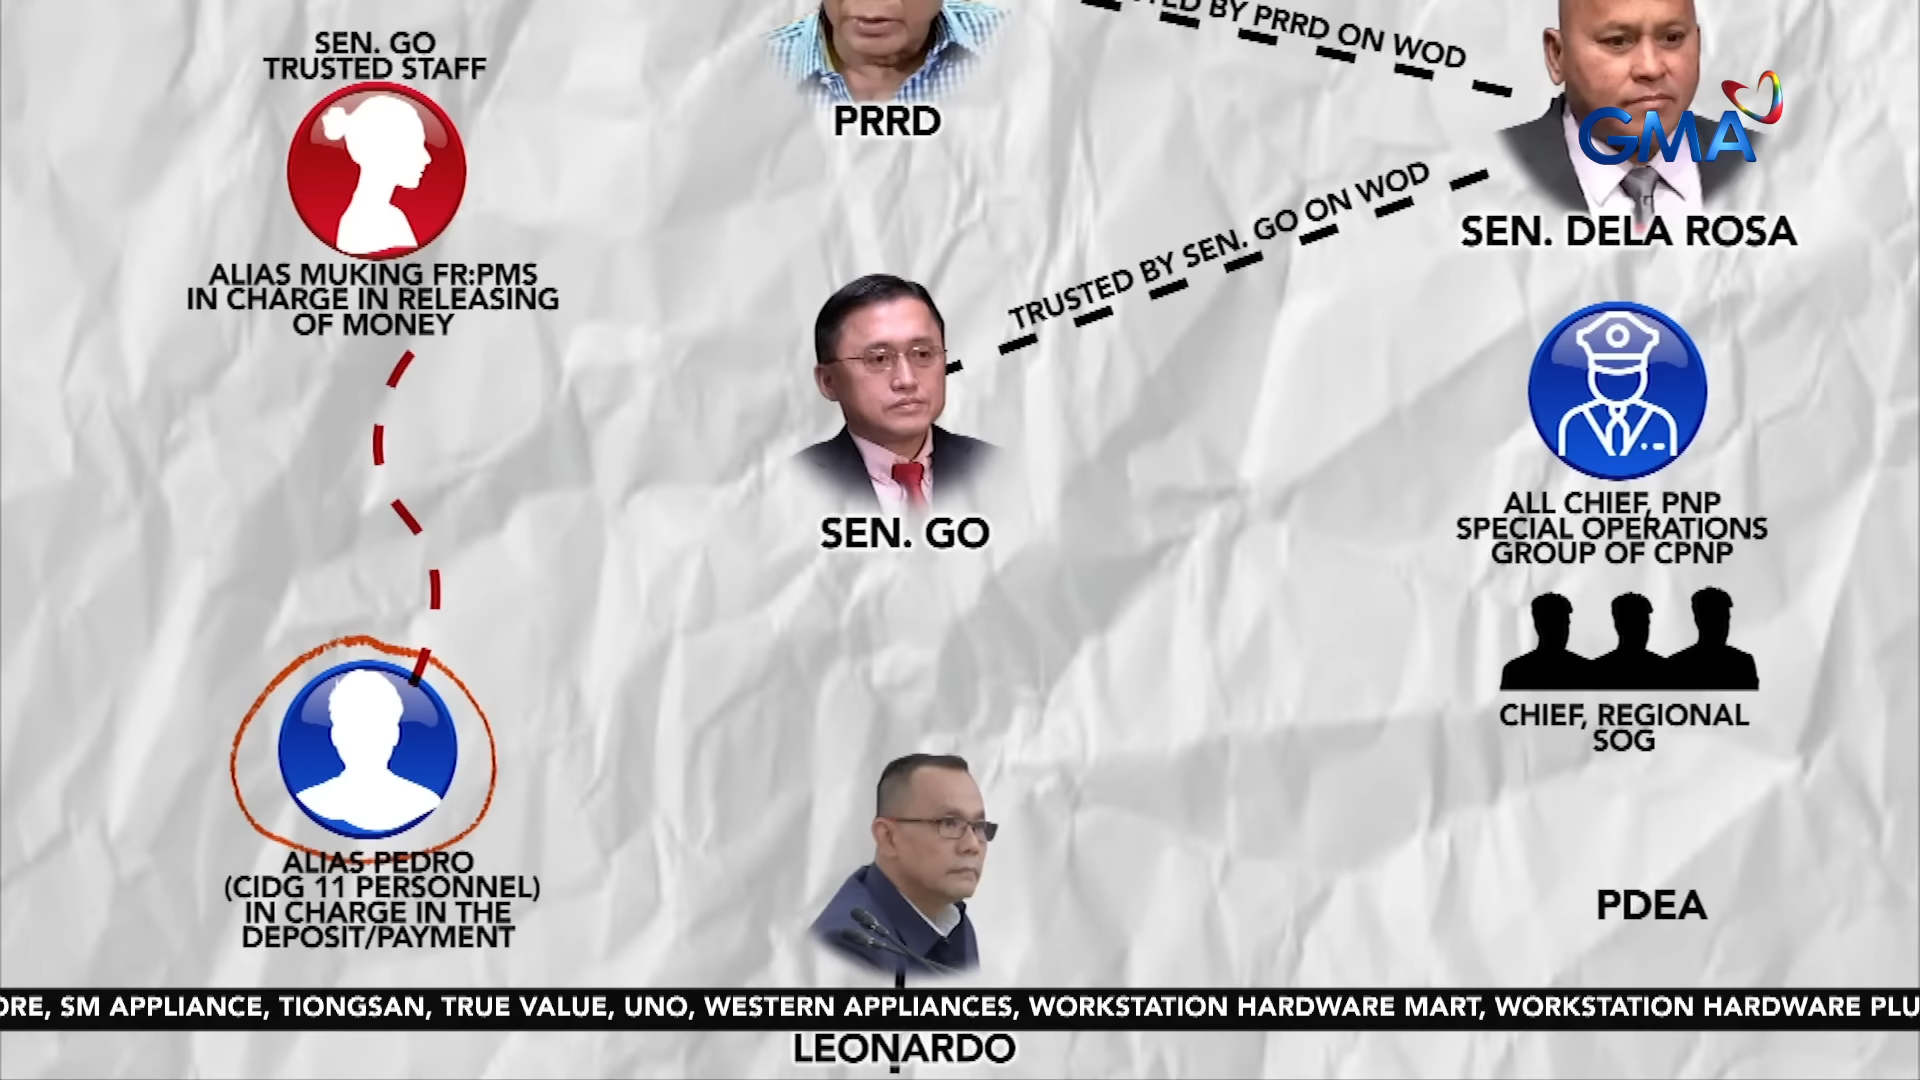 SEN. GO
TRUSTED STAFF
ALIAS MUKING FR:PMS
IN CHARGE IN RELEASING
OF MONEY
ALIAS PEDRO
(CIDG 11 PERSONNEL)
IN CHARGE IN THE
DEPOSIT/PAYMENT
PRRD
BY PRRD ON WOD
TRUSTED BY SEN. GO ON WOD
SEN. GO
LEONARDO
GMA
SEN. DELA ROSA
ALL CHIEF, PNP
SPECIAL OPERATIONS
GROUP OF CPNP
CHIEF, REGIONAL
SOG
PDEA
ORE, SM APPLIANCE, TIONGSAN, TRUE VALUE, UNO, WESTERN APPLIANCES, WORKSTATION HARDWARE MART, WORKSTATION HARDWARE PLU